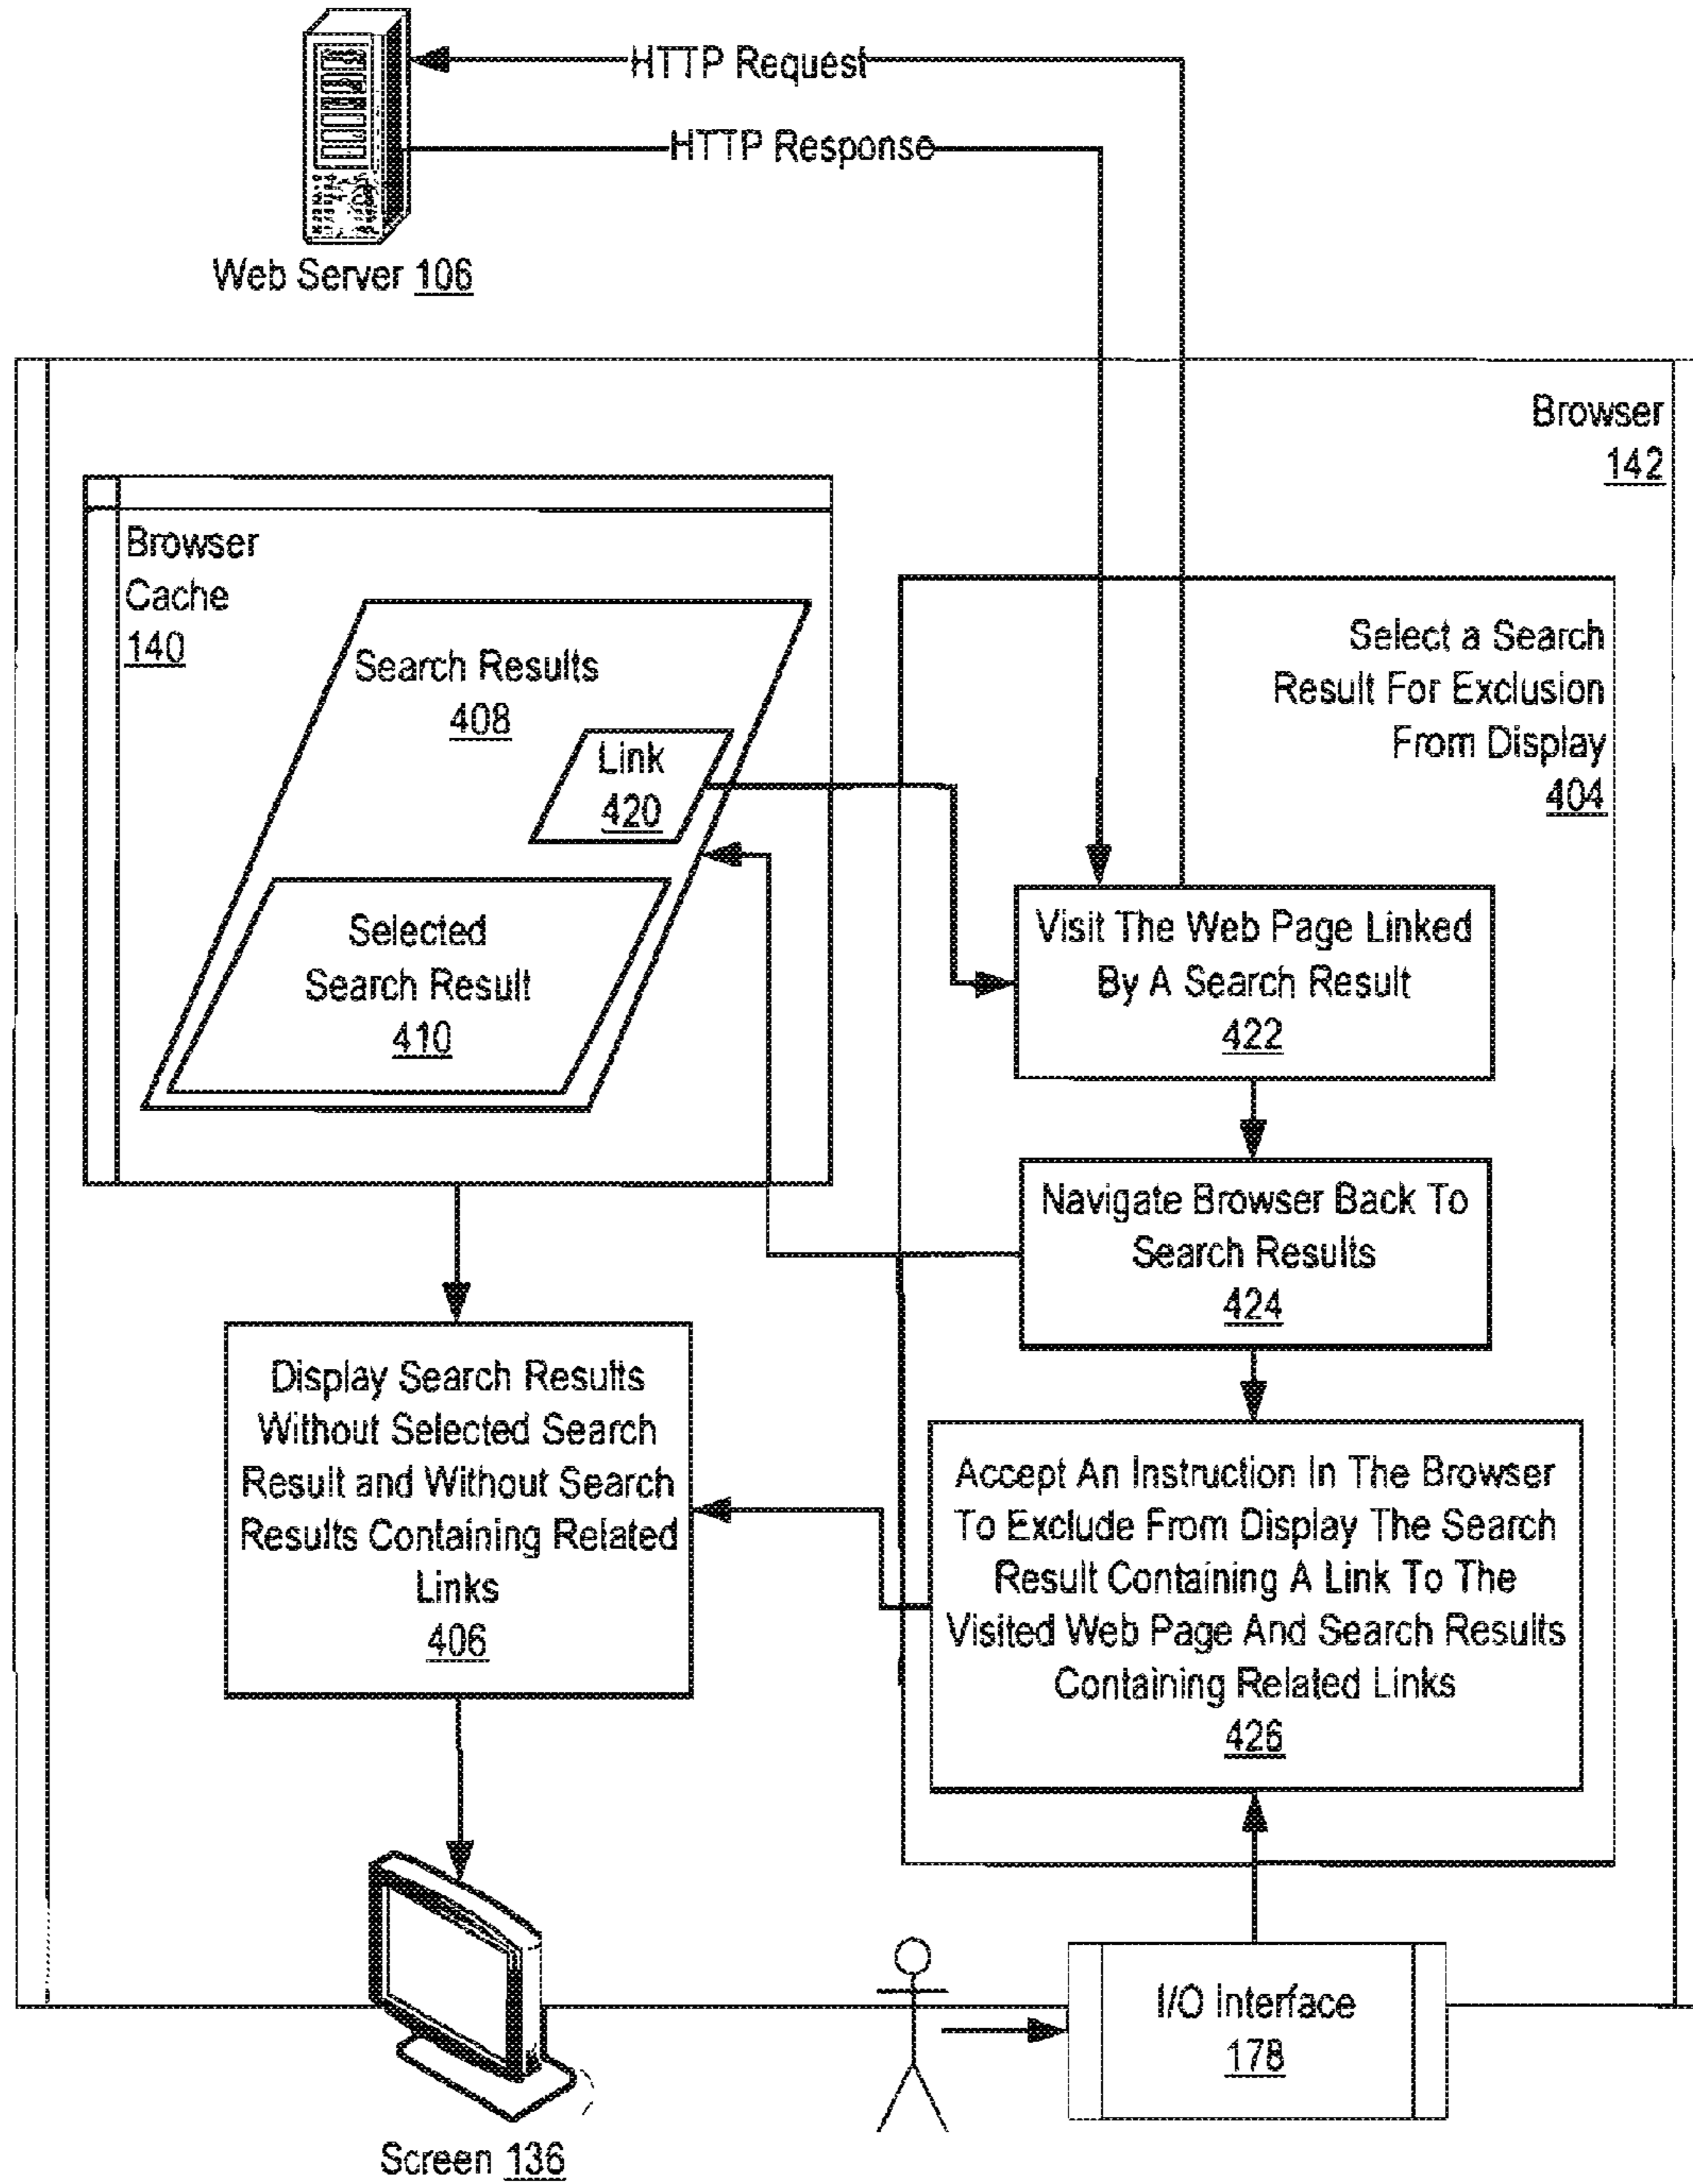 HTTP Request
HTTP Response
Web Server 106
Browser
142
Browser
Cache
140
Search Results
408
Link
420
Selected
Search Result
410
Select a Search
Result For Exclusion
From Display
404
Visit The Web Page Linked
By A Search Result
422
Navigate Browser Back To
Search Results
424
Display Search Results
Without Selected Search
Result and Without Search
Results Containing Related
Links
406
Accept An Instruction In The Browser
To Exclude From Display The Search
Result Containing A Link To The
Visited Web Page And Search Results
Containing Related Links
426
I/O Interface
178
Screen 136